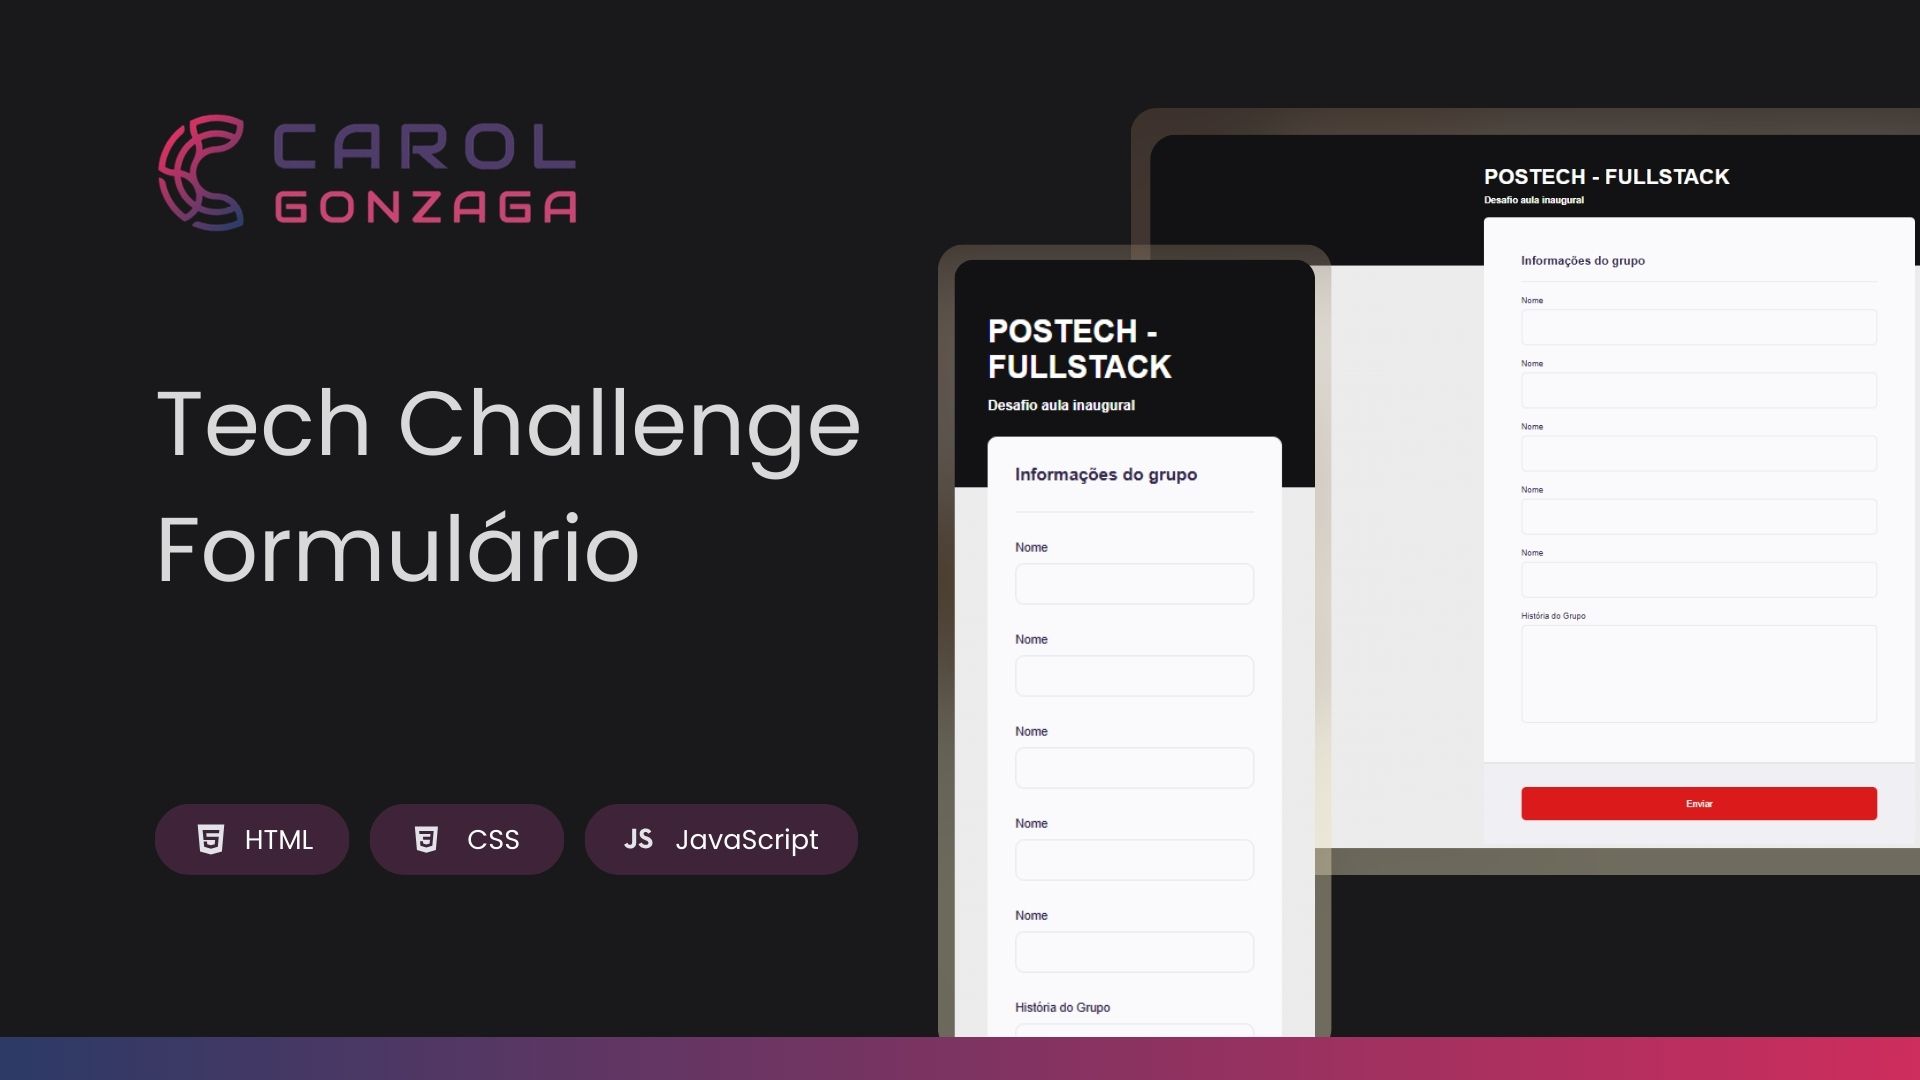 CAROL
GONZAGA
Tech Challenge
Formulário
HTML
CSS
JS JavaScript
POSTECH -
FULLSTACK
Desafio aula inaugural
Informações do grupo
Nome
Nome
Nome
Nome
Nome
História do Grupo
POSTECH - FULLSTACK
Desafio aula inaugural
Informações do grupo
Nome
Nome
Nome
Nome
Nome
História do Grupo
Enviar